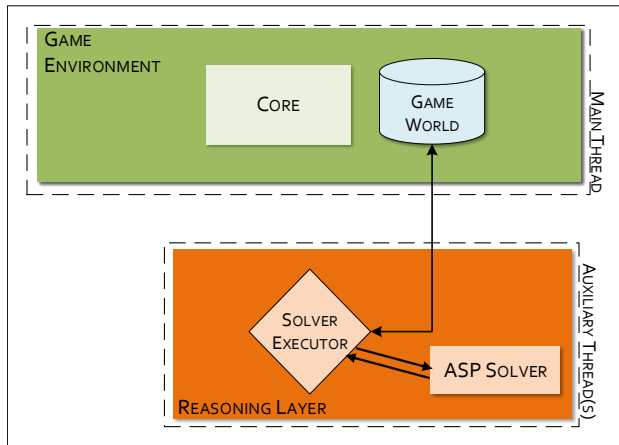 GAME
ENVIRONMENT
CORE
GAME
WORLD
MAIN THREAD
SOLVER
EXECUTOR
ASP SOLVER
REASONING LAYER
AUXILIARY THREAD(S)